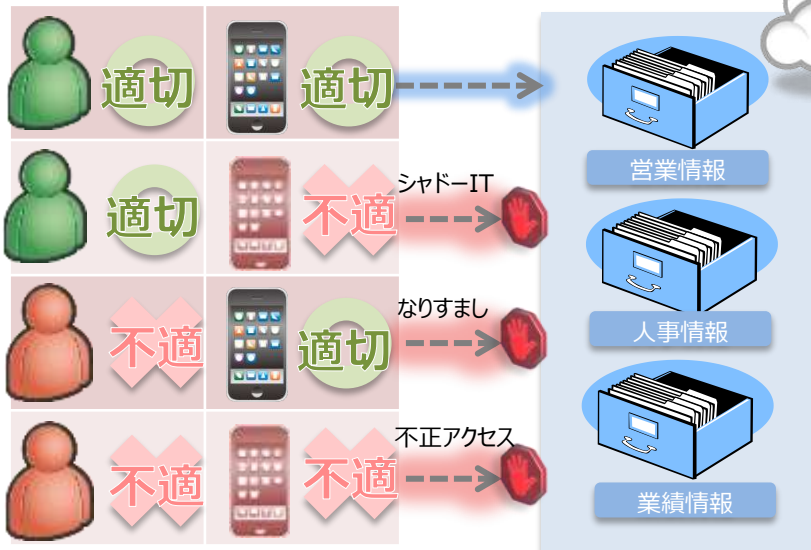 適切
適切
営業情報
適切
不適
シャドーIT
不適
適切
なりすまし
人事情報
不適
不適
不正アクセス
業績情報